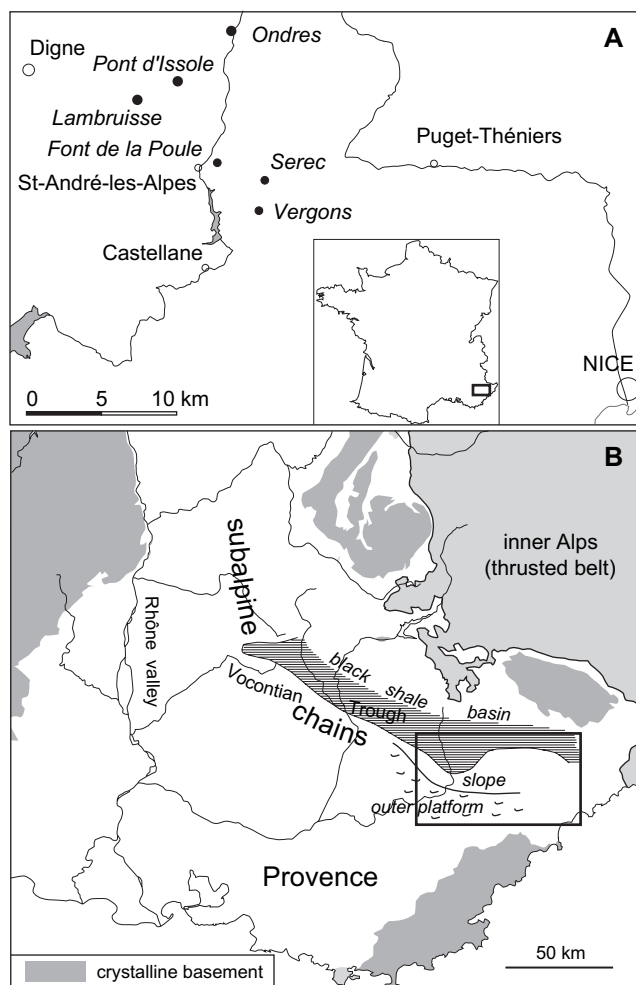 A
Ondres
Digne
Pont d'Issole
Lambruisse
Font de la Poule
Puget-Théniers
Serec
St-André-les-Alpes
Vergons
Castellane
NICE
0 5 10 km
B
subalpine
inner Alps
(thrusted belt)
Rhône valley
black shale basin
Vocontian Trough
chains
slope
outer platform
Provence
50 km
crystalline basement